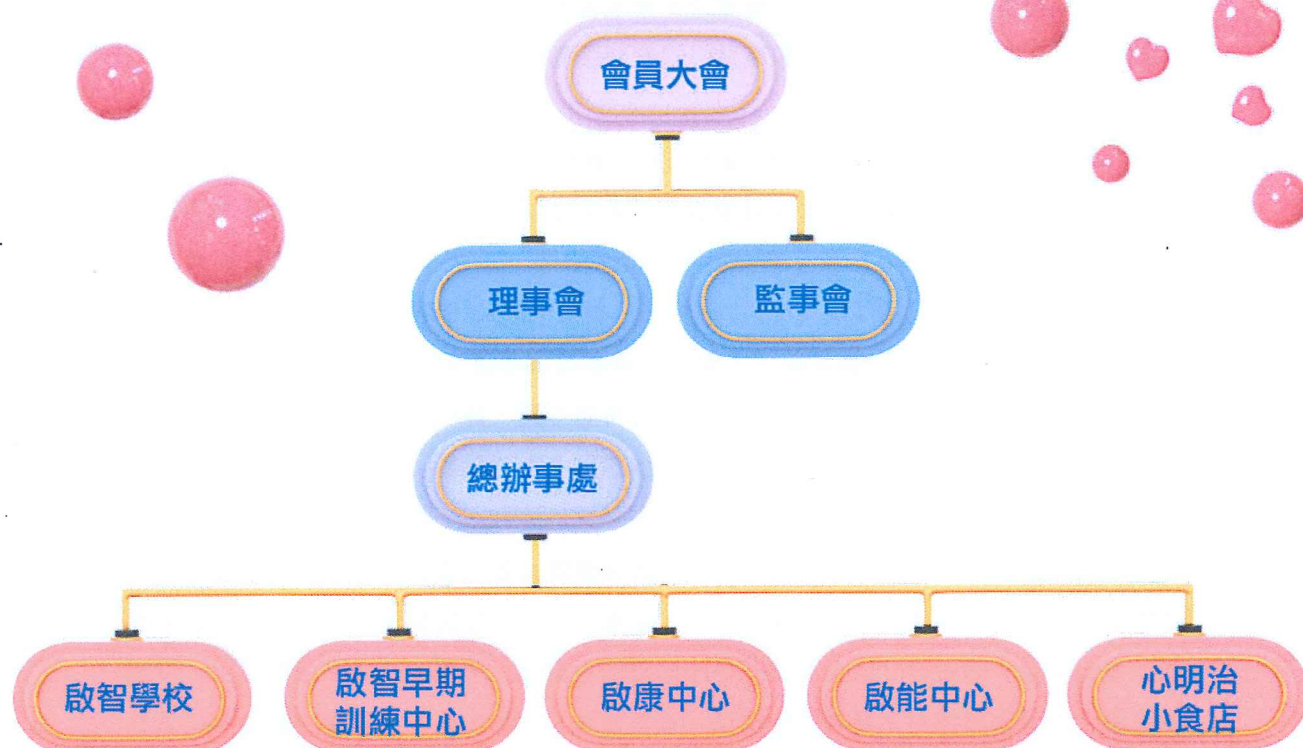 會員大會
理事會
監事會
總辦事處
啟智學校
啟智早期
訓練中心
啟康中心
啟能中心
心明治
小食店